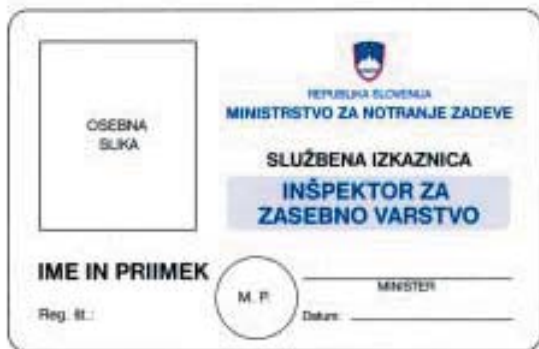 OSEBNA
SLIKA
REPUBLIKA SLOVENIJA
MINISTRSTVO ZA NOTRANJE ZADEVE
SLUŽBENA IZKAZNICA
INŠPEKTOR ZA
ZASEBNO VARSTVO
IME IN PRIIMEK
Reg. št.:
M. P.
MINISTER
Datum: